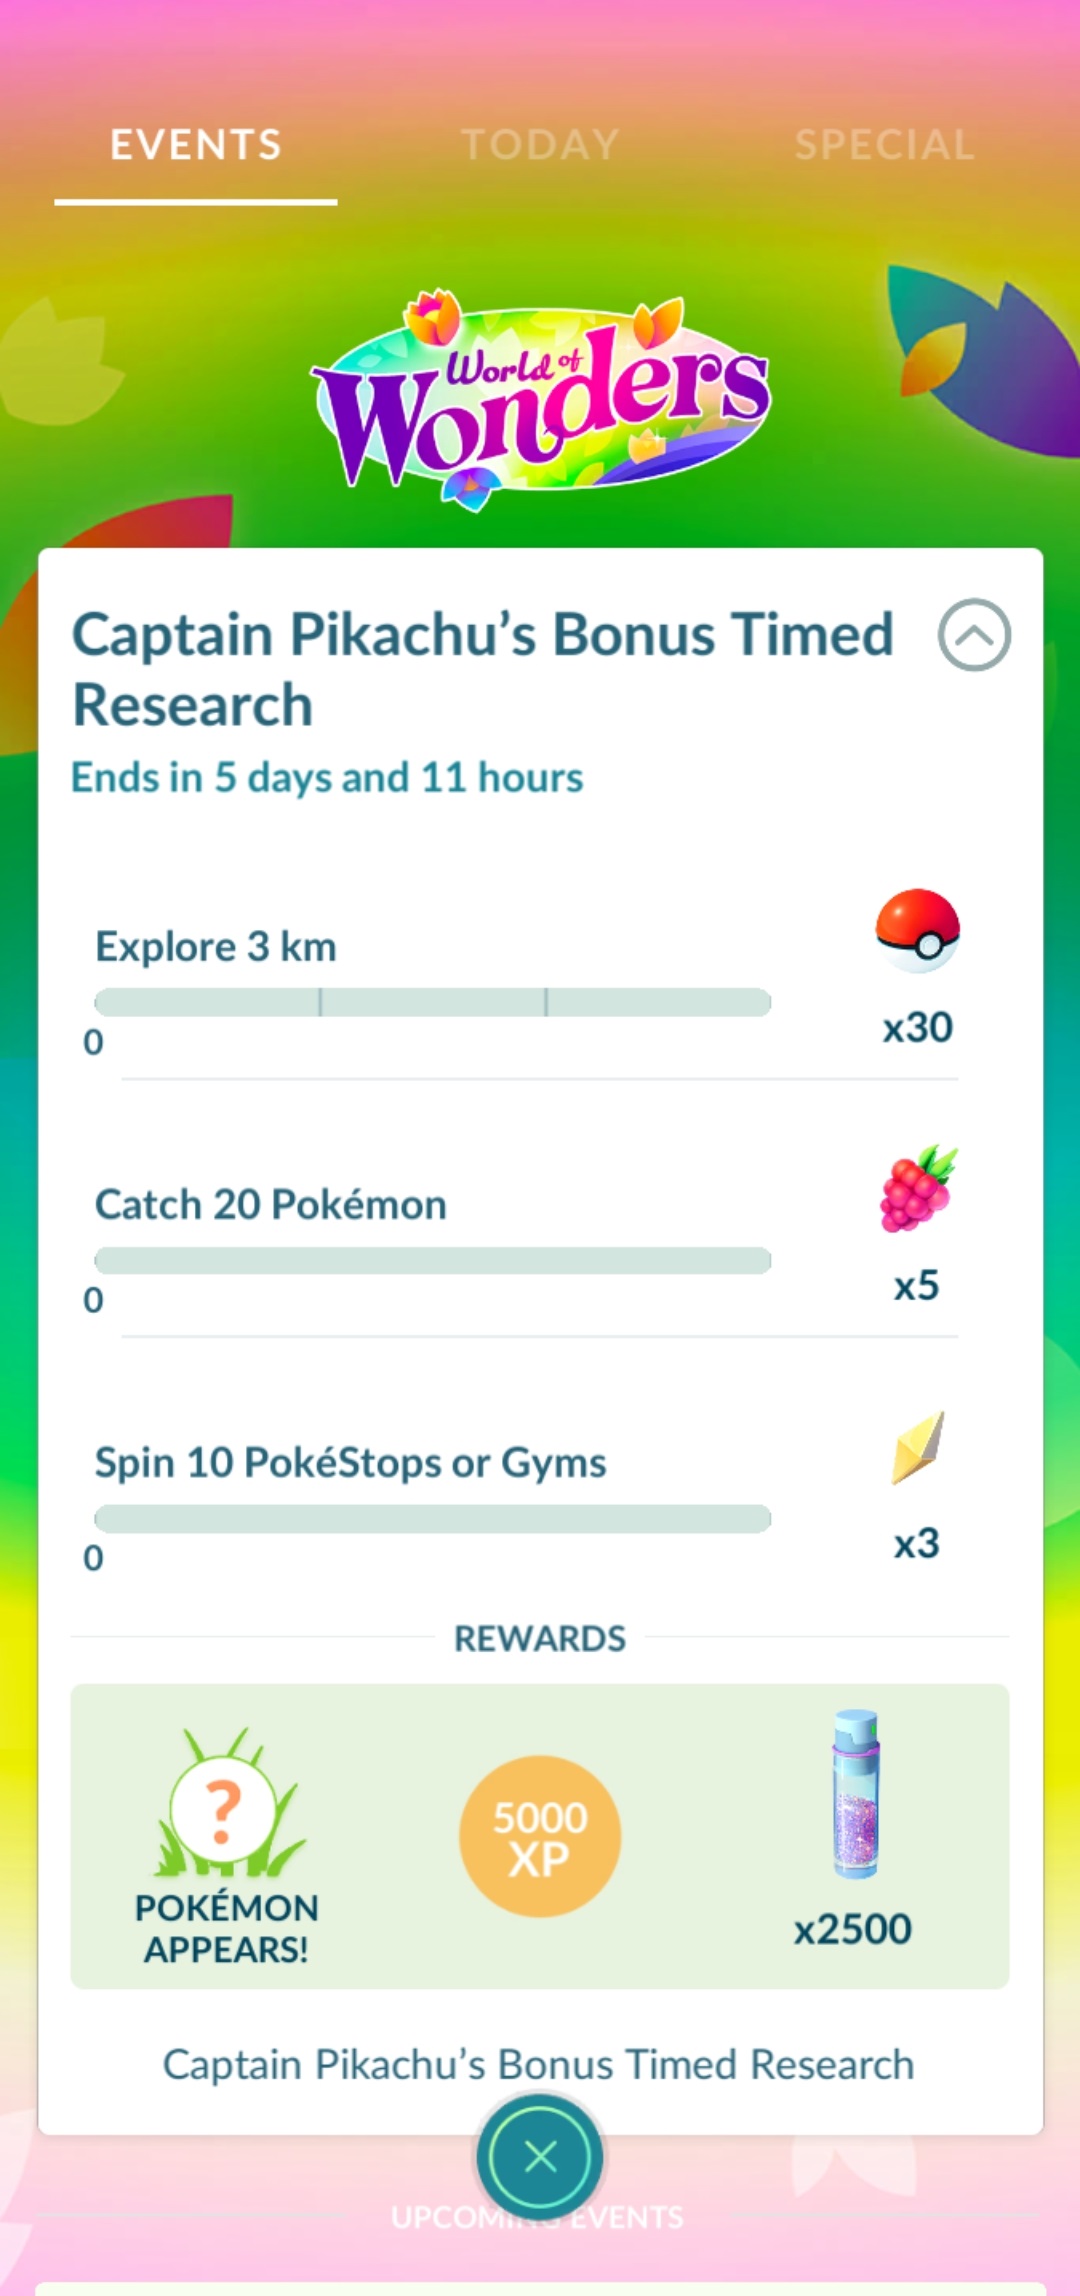 EVENTS TODAY SPECIAL
World of
Wonders
Captain Pikachu’s Bonus Timed
Research
Ends in 5 days and 11 hours
Explore 3 km
0
x30
Catch 20 Pokémon
0
x5
Spin 10 PokéStops or Gyms
0
x3
REWARDS
?
POKÉMON
APPEARS!
5000
XP
x2500
Captain Pikachu’s Bonus Timed Research
UPCOMING EVENTS